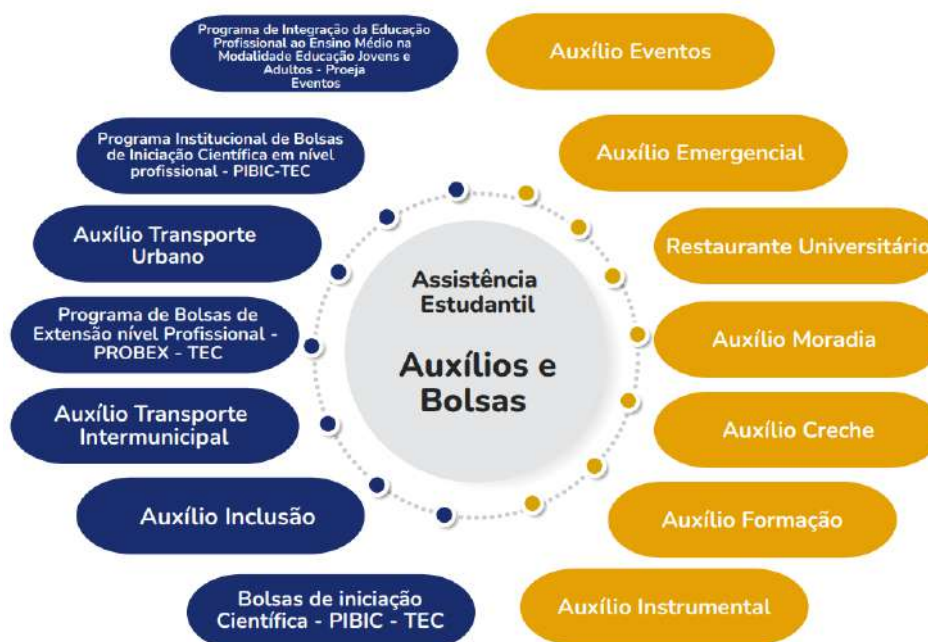 Programa de Integração da Educação
Profissional ao Ensino Médio na
Modalidade Educação Jovens e
Adultos - Proeja
Eventos
Auxílio Eventos
Programa Institucional de Bolsas
de Iniciação Científica em nível
profissional - PIBIC-TEC
Auxílio Emergencial
Auxílio Transporte
Urbano
Restaurante Universitário
Assistência
Estudantil
Auxílios e
Bolsas
Programa de Bolsas de
Extensão nível Profissional -
PROBEX - TEC
Auxílio Moradia
Auxílio Transporte
Intermunicipal
Auxílio Creche
Auxílio Inclusão
Auxílio Formação
Bolsas de iniciação
Científica - PIBIC - TEC
Auxílio Instrumental